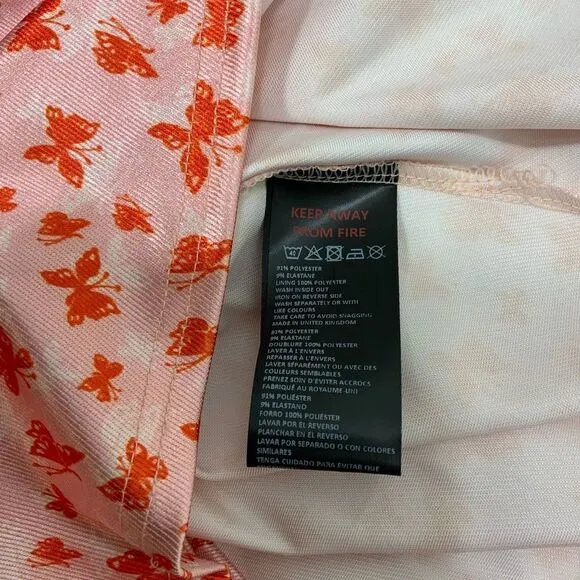 KEEP AWAY
FROM FIRE
40
91% POLYESTER
9% ELASTANE
LINING 100% POLYESTER
WASH INSIDE OUT
IRON ON REVERSE SIDE
WASH SEPARATELY OR WITH
LIKE COLOURS
TAKE CARE TO AVOID SNAGGING
MADE IN UNITED KINGDOM
91% POLYESTER
9% ELASTANE
DOUBLURE 100% POLYESTER
LAVER À L'ENVERS
REPASSER À L'ENVERS
LAVER SÉPARÉMENT OU AVEC DES
COULEURS SEMBLABLES
PRENEZ SOIN D'ÉVITER ACCROCS
FABRIQUÉ AU ROYAUME-UNI
91% POLIÉSTER
9% ELASTANO
FORRO 100% POLIÉSTER
LAVAR POR EL REVERSO
PLANCHAR EN EL REVERSO
LAVAR POR SEPARADO O CON COLORES
SIMILARES
TENGA CUIDADO PARA EVITAR QUE